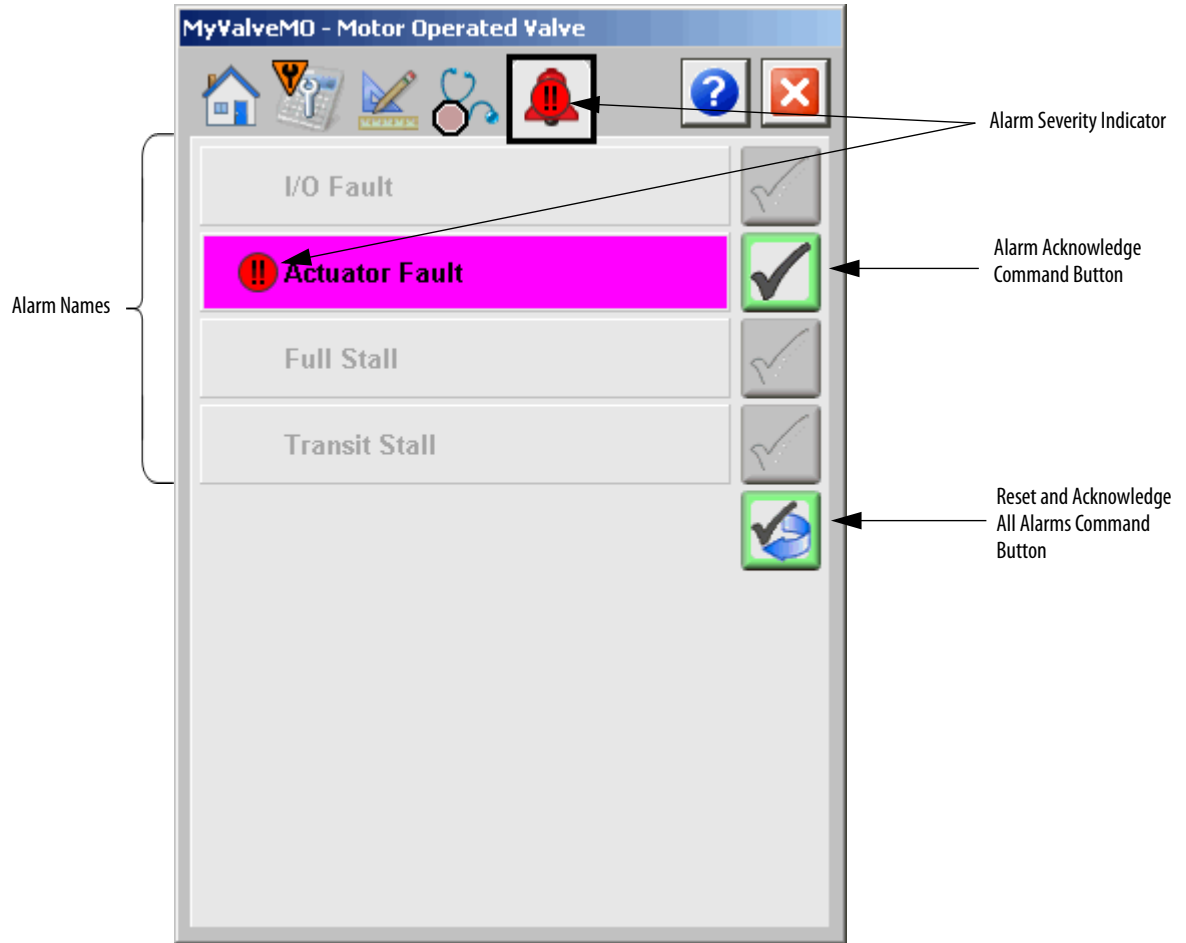 MyValveMO - Motor Operated Valve
?
!!
Alarm Severity Indicator
I/O Fault
!!
Actuator Fault
Alarm Acknowledge
Command Button
Alarm Names
Full Stall
Transit Stall
Reset and Acknowledge
All Alarms Command
Button